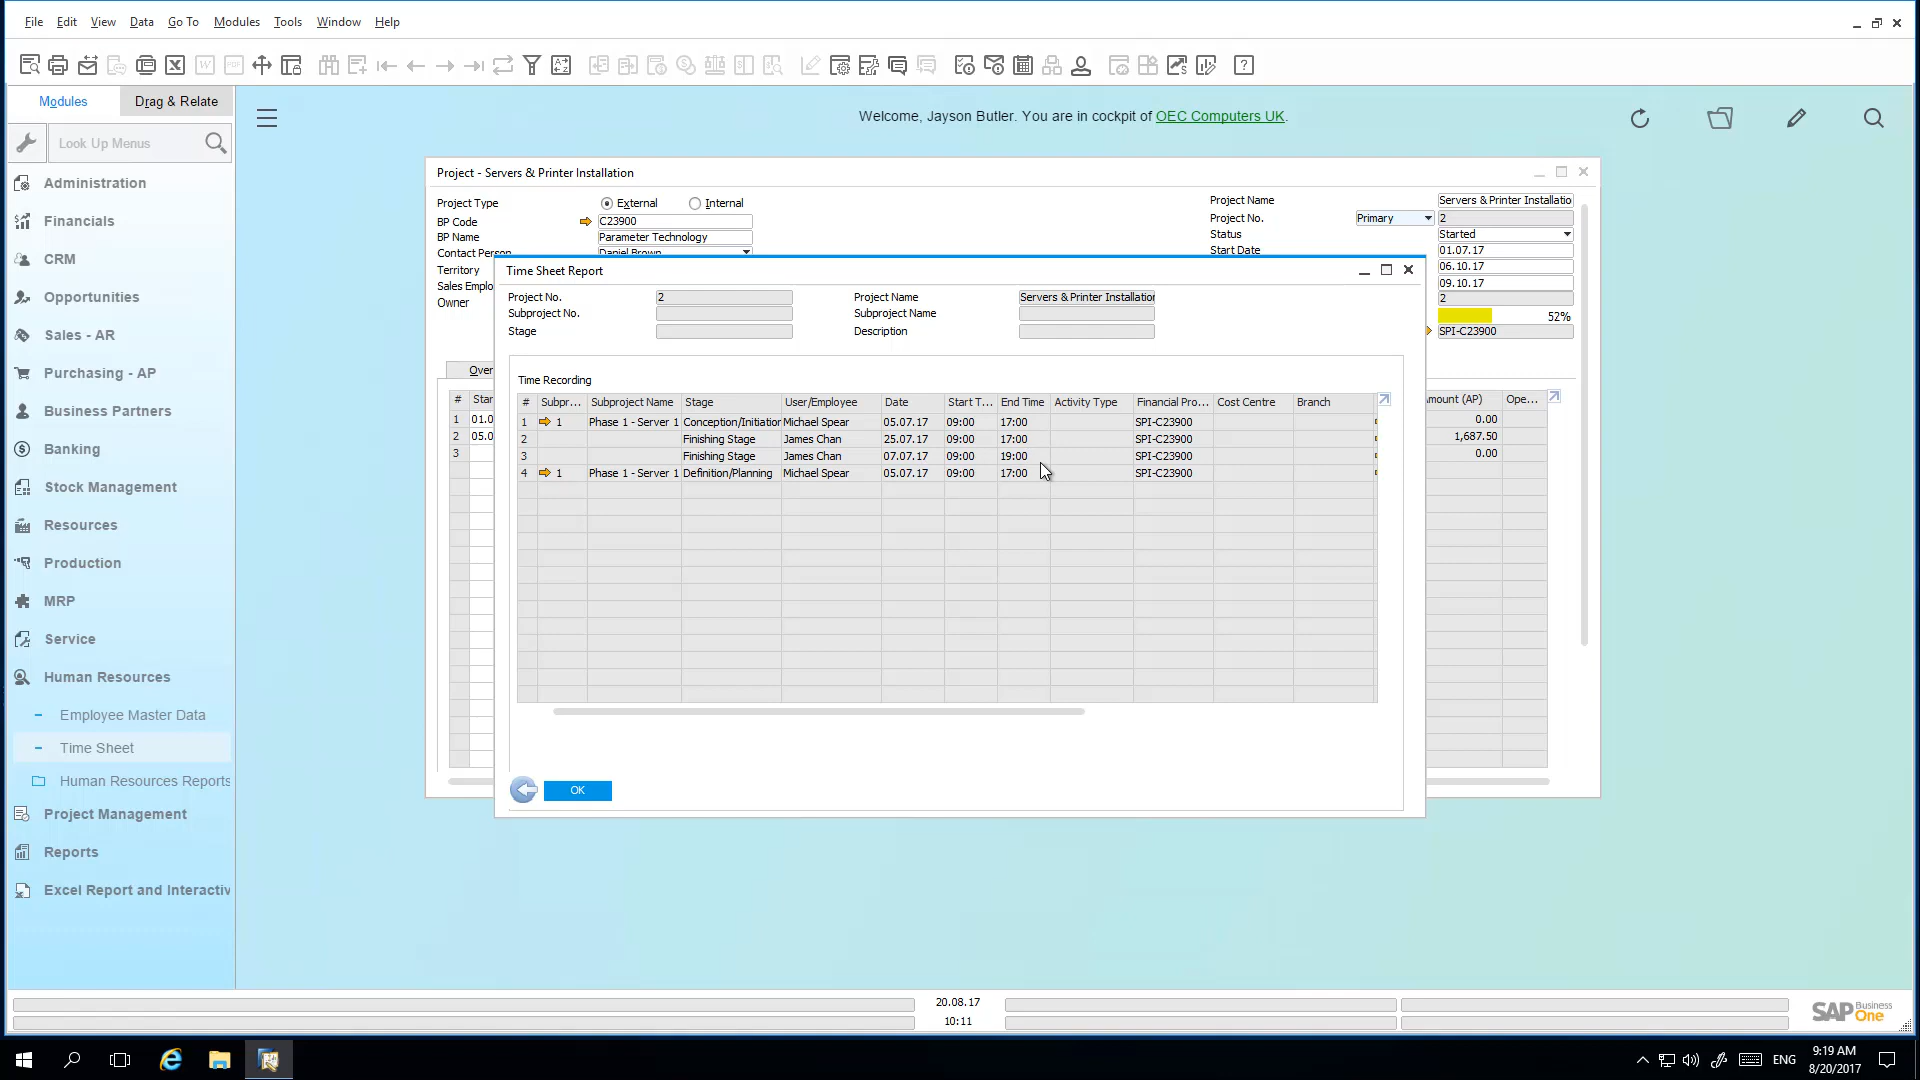 File Edit View Data Go To Modules Tools Window Help
Modules Drag & Relate
Welcome, Jayson Butler. You are in cockpit of OEC Computers UK.
Look Up Menus
Administration
Financials
CRM
Opportunities
Sales - AR
Purchasing - AP
Business Partners
Banking
Stock Management
Resources
Production
MRP
Service
Human Resources
Employee Master Data
Time Sheet
Human Resources Reports
Project Management
Reports
Excel Report and Interactiv
Project - Servers & Printer Installation
Project Type External Internal
BP Code C23900
BP Name Parameter Technology
Contact Person Daniel Brown
Territory
Sales Emplo
Owner
Project Name Servers & Printer Installatio
Project No. Primary 2
Status Started
Start Date 01.07.17
06.10.17
09.10.17
2
52%
SPI-C23900
Over
# Star
1 01.0
2 05.0
3
mount (AP) Ope...
0.00
1,687.50
0.00
Time Sheet Report
Project No. 2 Project Name Servers & Printer Installation
Subproject No. Subproject Name
Stage Description
Time Recording
# Subpr... Subproject Name Stage User/Employee Date Start T... End Time Activity Type Financial Pro... Cost Centre Branch
1 1 Phase 1 - Server 1 Conception/Initiation Michael Spear 05.07.17 09:00 17:00 SPI-C23900
2 Finishing Stage James Chan 25.07.17 09:00 17:00 SPI-C23900
3 Finishing Stage James Chan 07.07.17 09:00 19:00 SPI-C23900
4 1 Phase 1 - Server 1 Definition/Planning Michael Spear 05.07.17 09:00 17:00 SPI-C23900
OK
20.08.17
10:11
SAP Business One
ENG
9:19 AM
8/20/2017